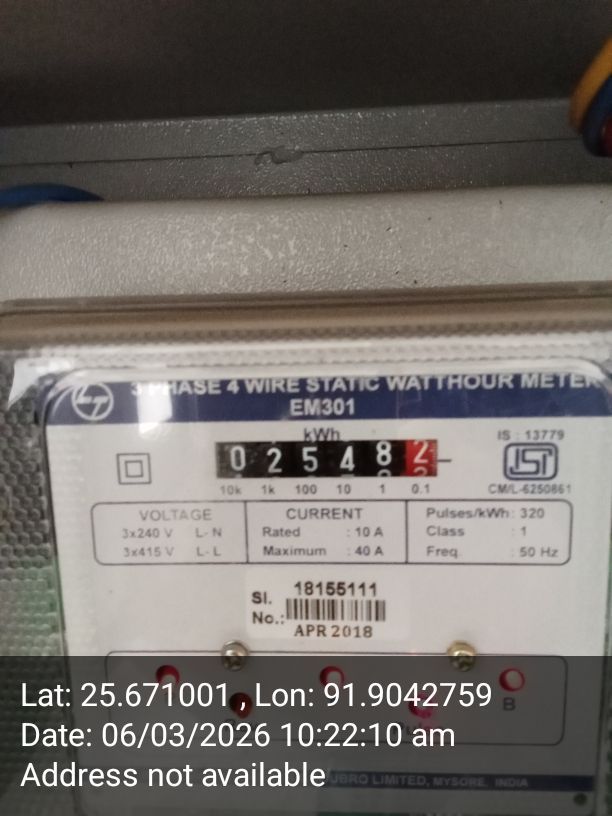 3 PHASE 4 WIRE STATIC WATTHOUR METER
EM301
kWh
0 2 5 4 8 2
10k 1k 100 10 1 0.1
IS : 13779
CM/L-6250861
VOLTAGE
3x240 V L- N
3x415 V L- L
CURRENT
Rated : 10 A
Maximum : 40 A
Pulses/kWh : 320
Class : 1
Freq. : 50 Hz
Sl. No.: 18155111
APR 2018
B
Lat: 25.671001 , Lon: 91.9042759
Date: 06/03/2026 10:22:10 am
Address not available
UBRO LIMITED, MYSORE. INDIA